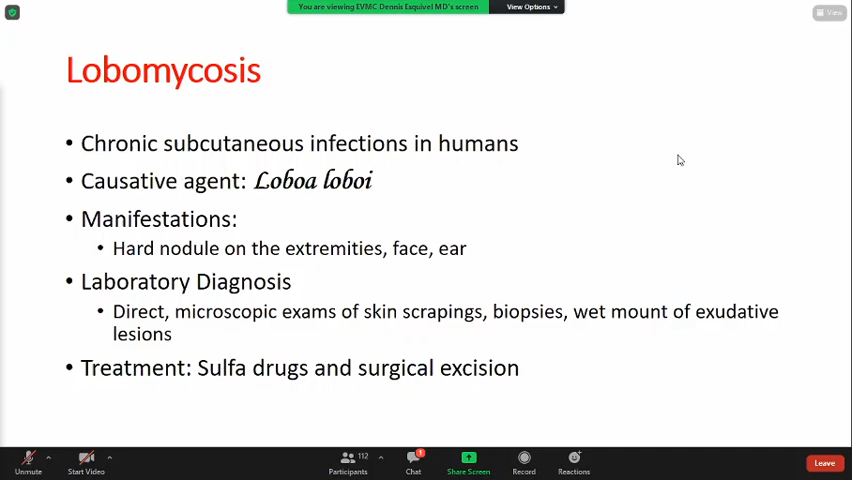 You are viewing EVMC Dennis Esquivel MD's screen
View Options
View
Lobomycosis
• Chronic subcutaneous infections in humans
• Causative agent: Loboa loboi
• Manifestations:
• Hard nodule on the extremities, face, ear
• Laboratory Diagnosis
• Direct, microscopic exams of skin scrapings, biopsies, wet mount of exudative
lesions
• Treatment: Sulfa drugs and surgical excision
112
1
Unmute
Start Video
Participants
Chat
Share Screen
Record
Reactions
Leave